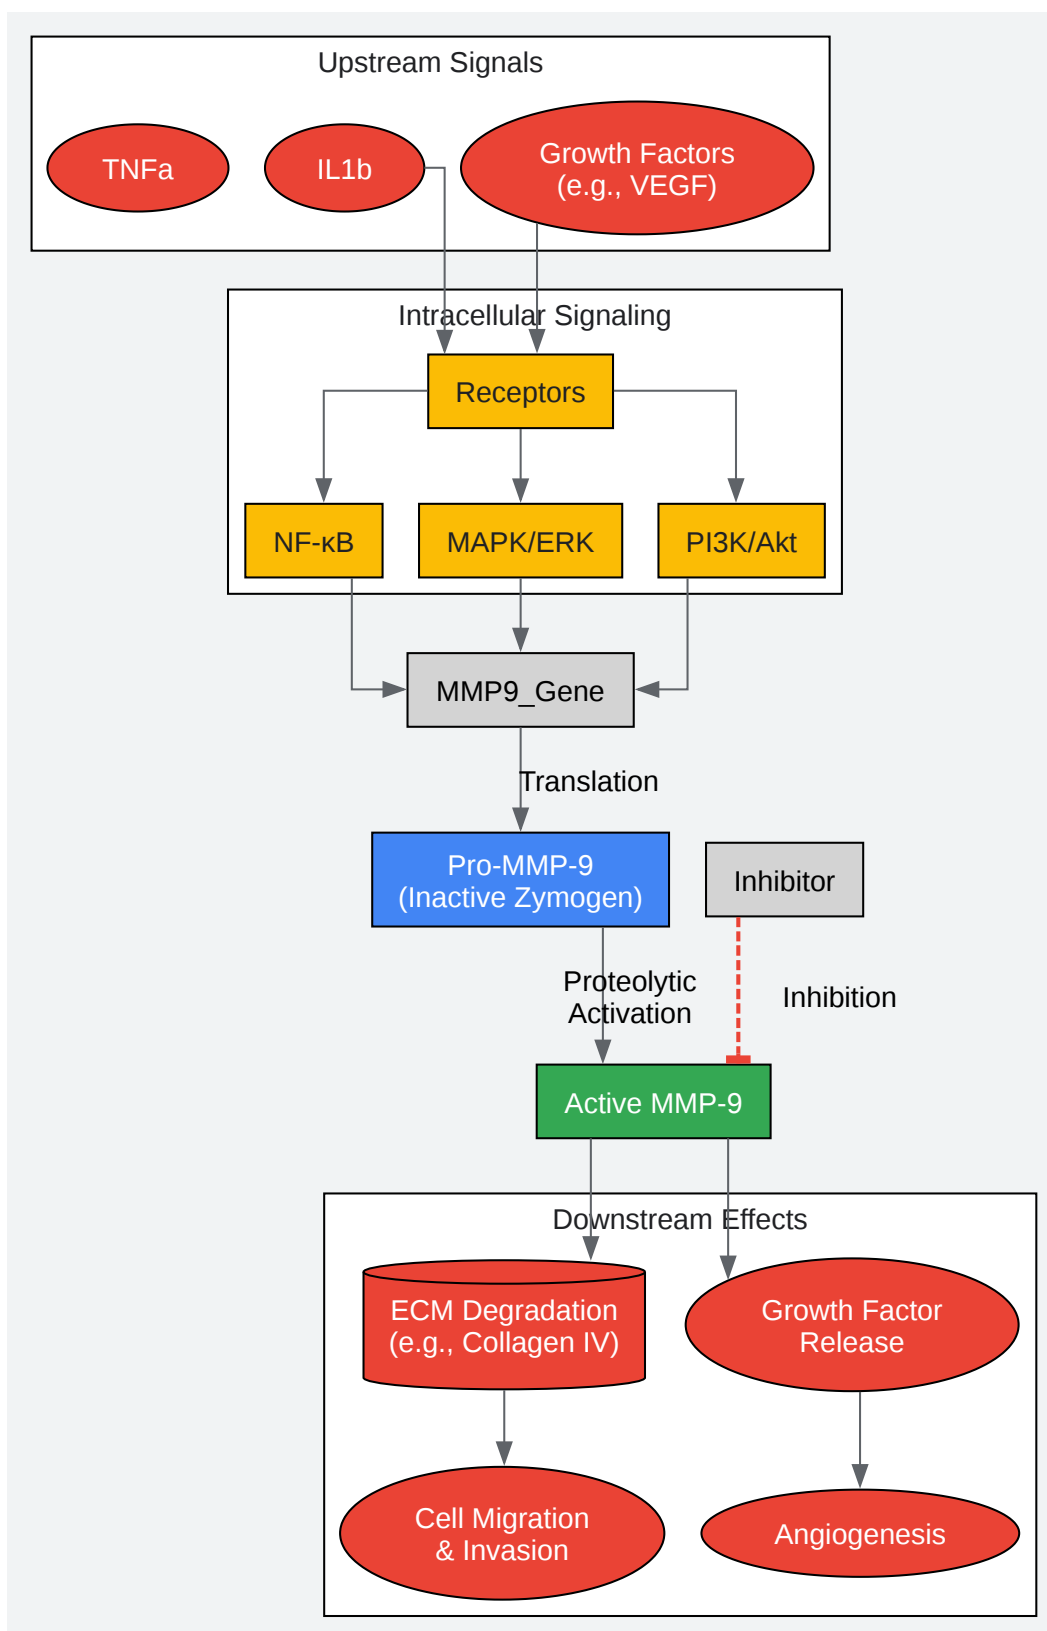 Upstream Signals
TNFa
IL1b
Growth Factors
(e.g., VEGF)
Intracellular Signaling
Receptors
NF-κB
MAPK/ERK
PI3K/Akt
MMP9_Gene
Translation
Pro-MMP-9
(Inactive Zymogen)
Inhibitor
Proteolytic
Activation
Inhibition
Active MMP-9
Downstream Effects
ECM Degradation
(e.g., Collagen IV)
Growth Factor
Release
Cell Migration
& Invasion
Angiogenesis